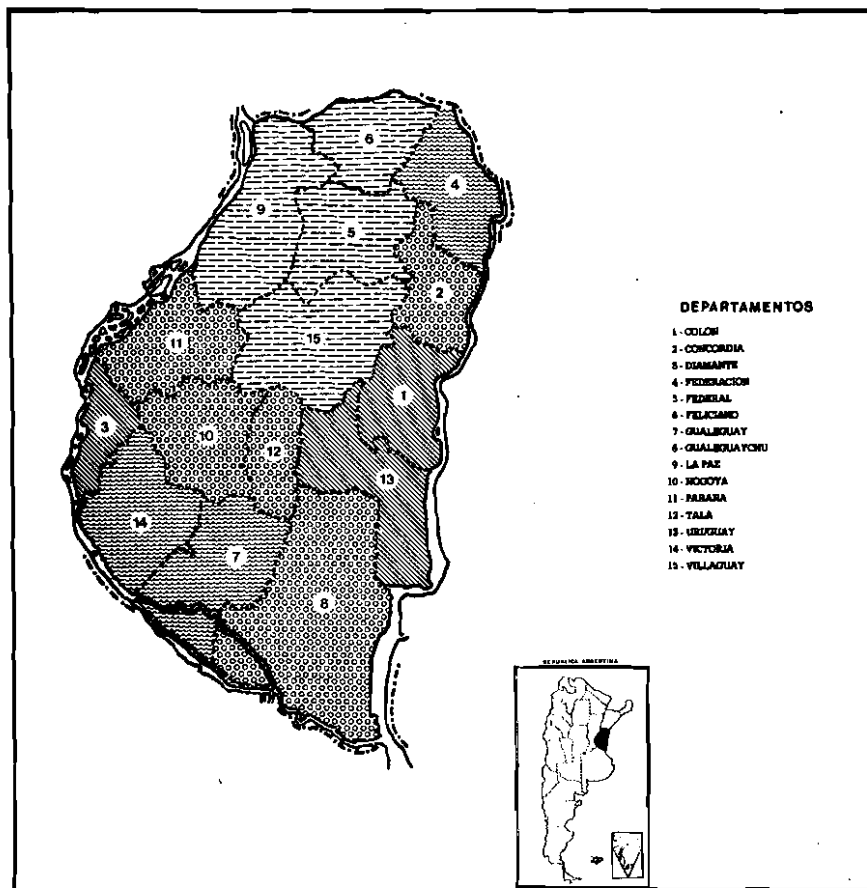 6
4
9
5
2
11
15
1
3
10
12
13
14
7
8
DEPARTAMENTOS
1 - COLON
2 - CONCORDIA
3 - DIAMANTE
4 - FEDERACION
5 - FEDERAL
6 - FELICIANO
7 - GUALEGUAY
8 - GUALEGUAYCHU
9 - LA PAZ
10 - NOGOYA
11 - PARANA
12 - TALA
13 - URUGUAY
14 - VICTORIA
15 - VILLAGUAY
REPUBLICA ARGENTINA